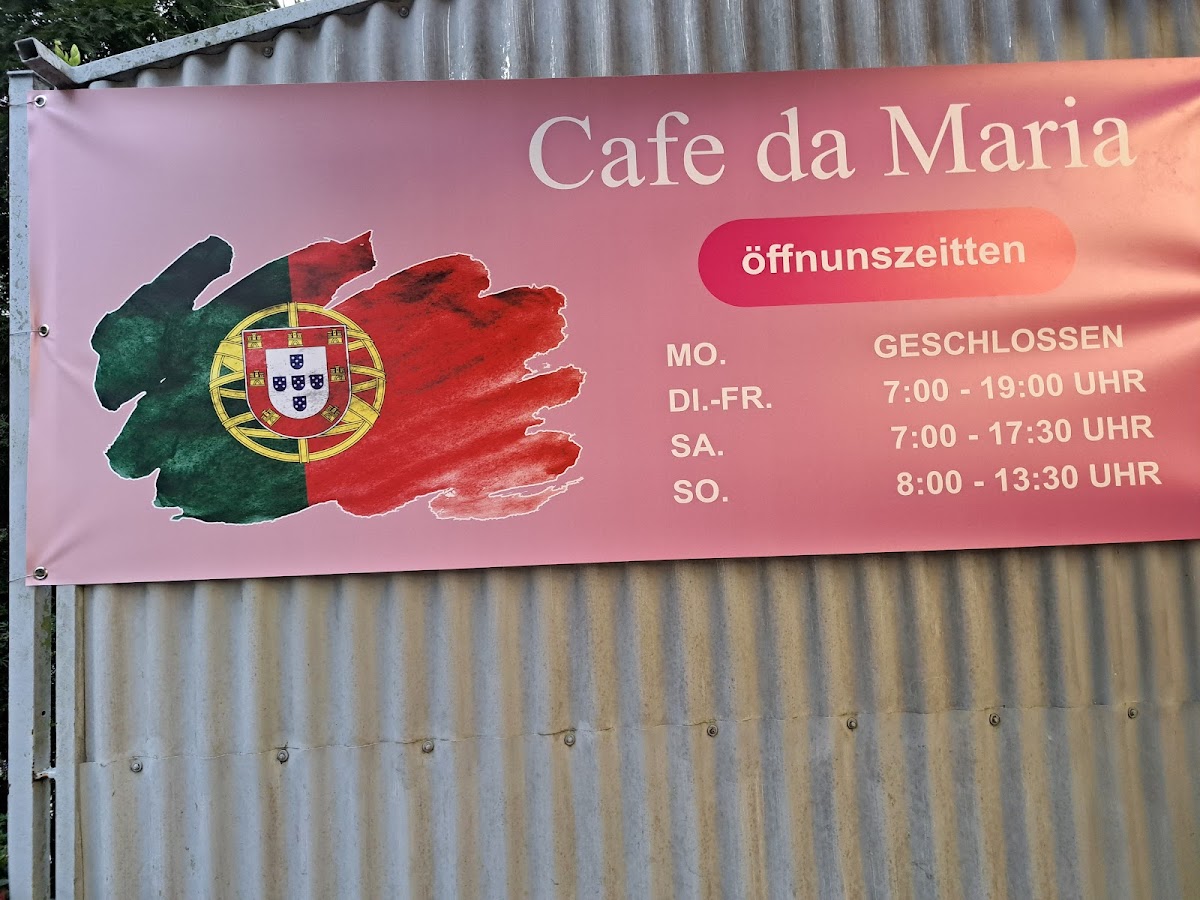 Cafe da Maria
öffnunszeitten
MO. GESCHLOSSEN
DI.-FR. 7:00 - 19:00 UHR
SA. 7:00 - 17:30 UHR
SO. 8:00 - 13:30 UHR